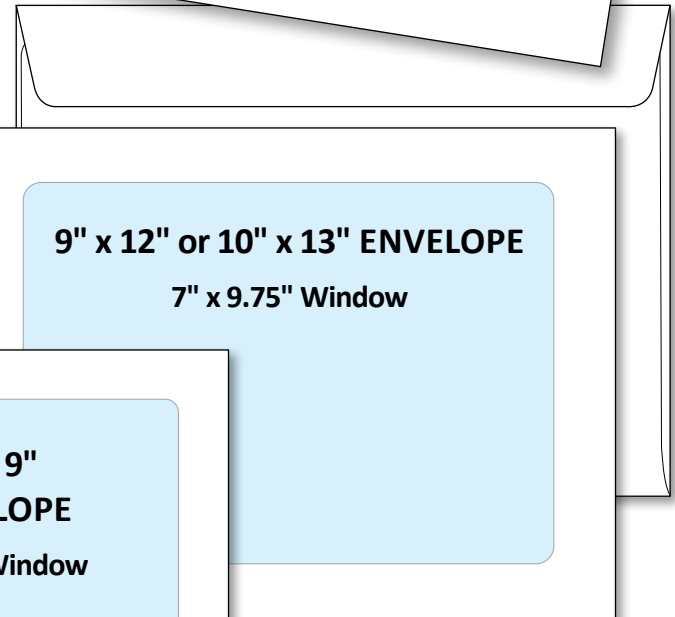 9" x 12" or 10" x 13" ENVELOPE
7" x 9.75" Window
9"
LOPE
Window